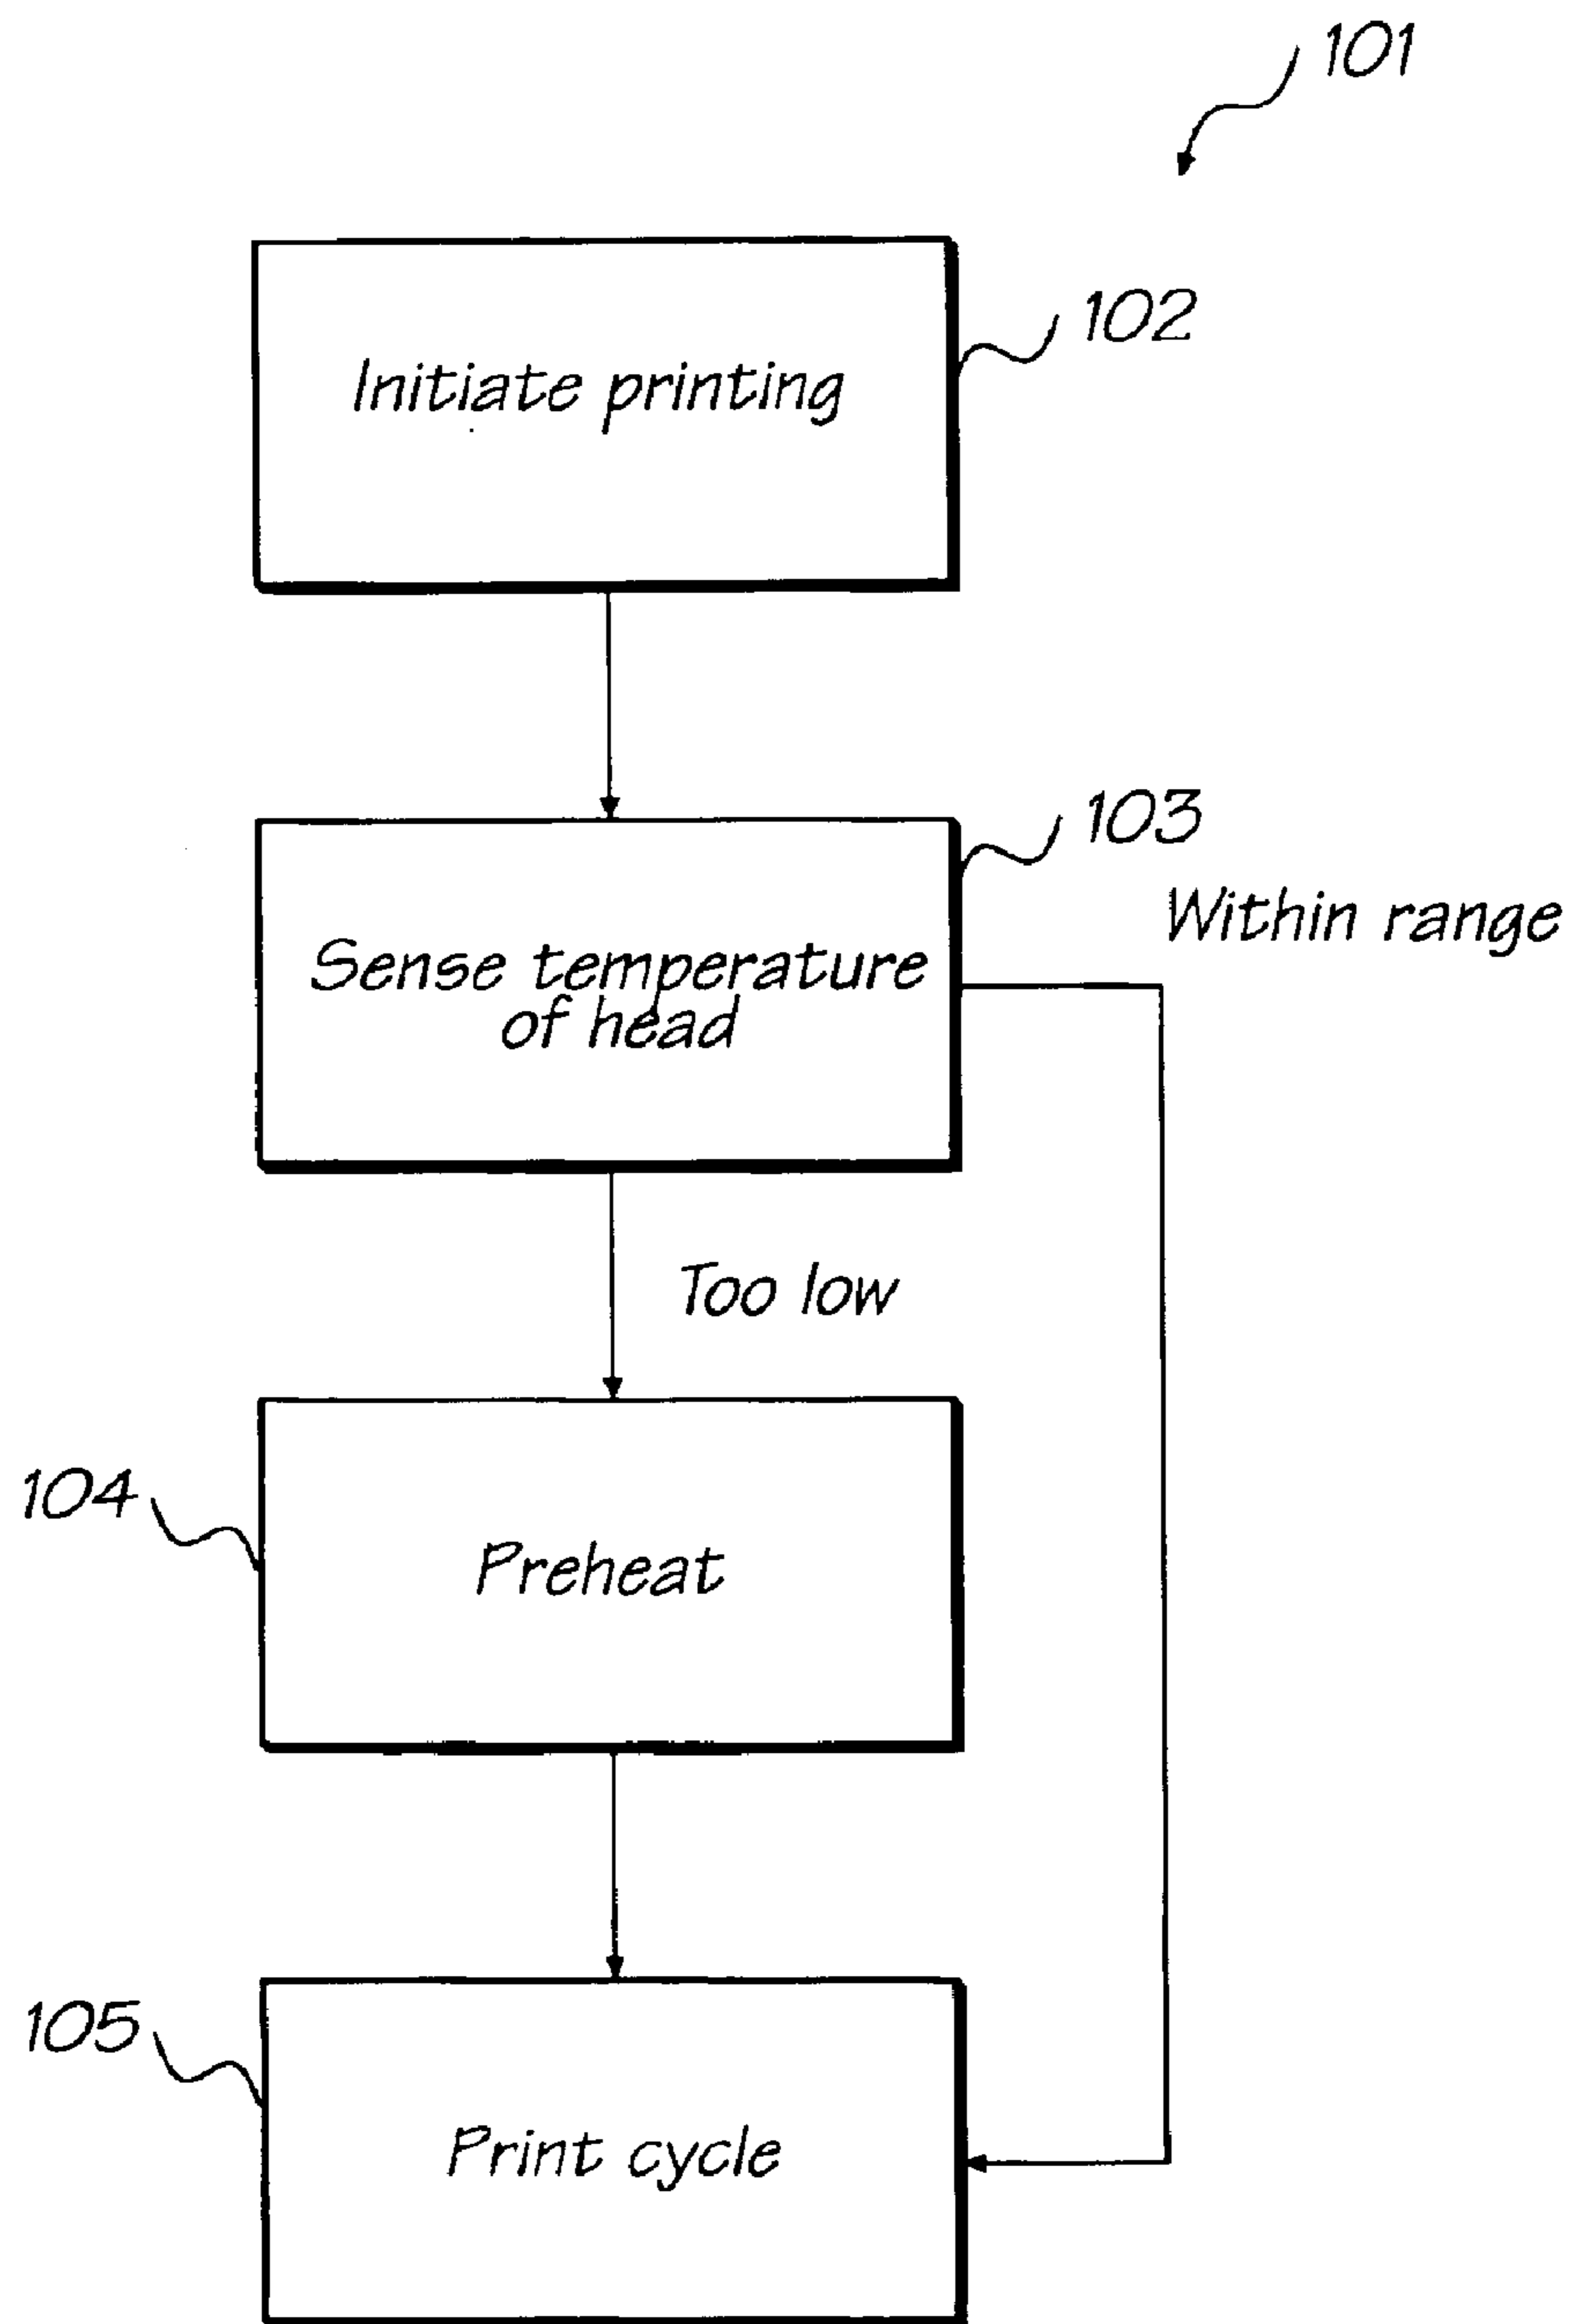 101
Initiate printing
102
103
Within range
Sense temperature
of head
Too low
104
Preheat
105
Print cycle